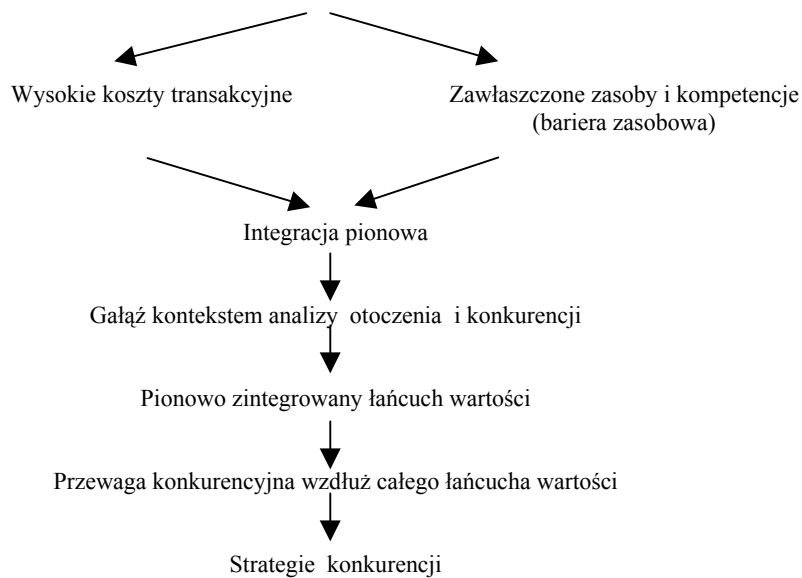 Wysokie koszty transakcyjne
Zawłaszczone zasoby i kompetencje
(bariera zasobowa)
Integracja pionowa
Gałąź kontekstem analizy otoczenia i konkurencji
Pionowo zintegrowany łańcuch wartości
Przewaga konkurencyjna wzdłuż całego łańcucha wartości
Strategie konkurencji